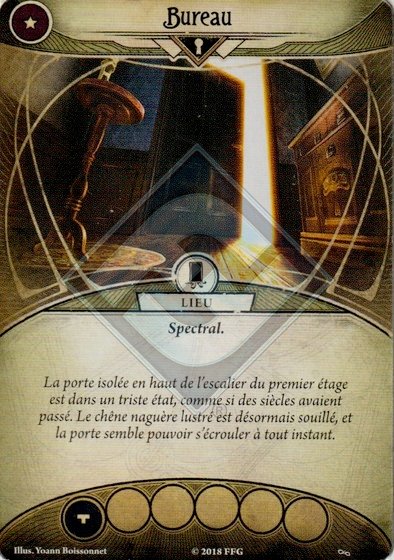 Bureau
LIEU
Spectral.
La porte isolée en haut de l'escalier du premier étage
est dans un triste état, comme si des siècles avaient
passé. Le chêne naguère lustré est désormais souillé, et
la porte semble pouvoir s'écrouler à tout instant.
Illus. Yoann Boissonnet
© 2018 FFG